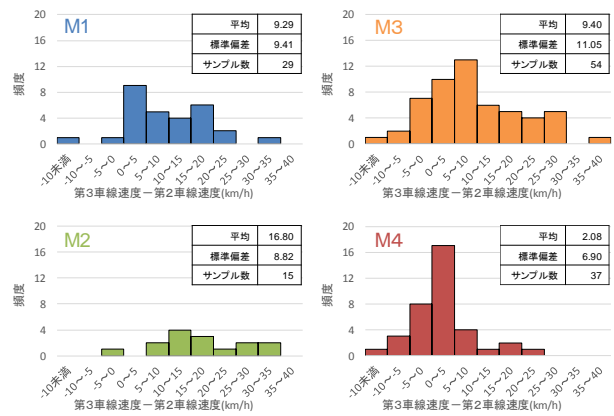 M1
平均 9.29
標準偏差 9.41
サンプル数 29
20
16
12
8
4
0
頻度
-10未満 -10~-5 -5~0 0~5 5~10 10~15 15~20 20~25 25~30 30~35 35~40
第3車線速度ー第2車線速度(km/h)
M3
平均 9.40
標準偏差 11.05
サンプル数 54
20
16
12
8
4
0
頻度
-10未満 -10~-5 -5~0 0~5 5~10 10~15 15~20 20~25 25~30 30~35 35~40
第3車線速度ー第2車線速度(km/h)
M2
平均 16.80
標準偏差 8.82
サンプル数 15
20
16
12
8
4
0
頻度
-10未満 -10~-5 -5~0 0~5 5~10 10~15 15~20 20~25 25~30 30~35 35~40
第3車線速度ー第2車線速度(km/h)
M4
平均 2.08
標準偏差 6.90
サンプル数 37
20
16
12
8
4
0
頻度
-10未満 -10~-5 -5~0 0~5 5~10 10~15 15~20 20~25 25~30 30~35 35~40
第3車線速度ー第2車線速度(km/h)